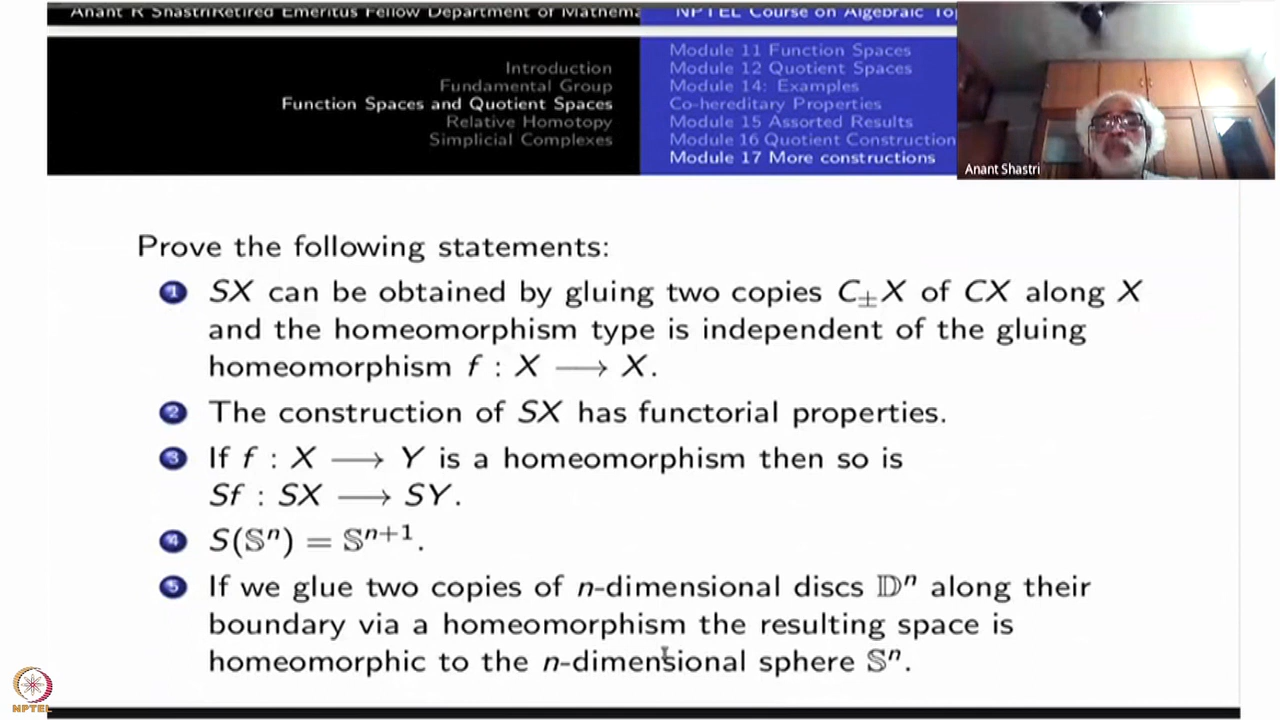 Anant R Shastri Retired Emeritus Fellow Department of Mathema
NPTEL Course on Algebraic Top
Introduction
Fundamental Group
Function Spaces and Quotient Spaces
Relative Homotopy
Simplicial Complexes
Module 11 Function Spaces
Module 12 Quotient Spaces
Module 14: Examples
Co-hereditary Properties
Module 15 Assorted Results
Module 16 Quotient Construction
Module 17 More constructions
Anant Shastri
Prove the following statements:
1 SX can be obtained by gluing two copies C±X of CX along X
and the homeomorphism type is independent of the gluing
homeomorphism f : X ⟶ X.
2 The construction of SX has functorial properties.
3 If f : X ⟶ Y is a homeomorphism then so is
Sf : SX ⟶ SY.
4 S(𝕊ⁿ) = 𝕊ⁿ⁺¹.
5 If we glue two copies of n-dimensional discs 𝔻ⁿ along their
boundary via a homeomorphism the resulting space is
homeomorphic to the n-dimensional sphere 𝕊ⁿ.
NPTEL